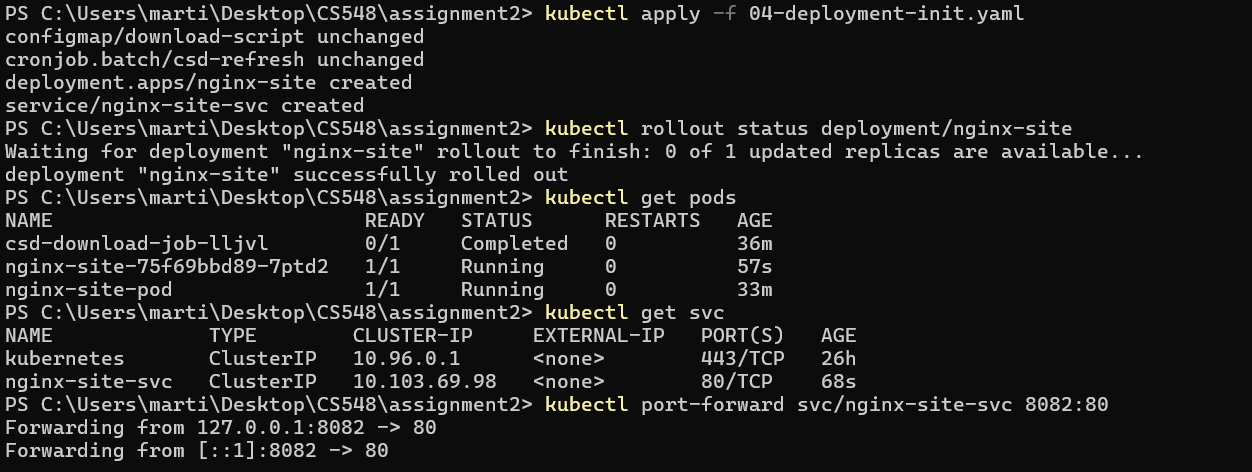 PS C:\Users\marti\Desktop\CS548\assignment2> kubectl apply -f 04-deployment-init.yaml
configmap/download-script unchanged
cronjob.batch/csd-refresh unchanged
deployment.apps/nginx-site created
service/nginx-site-svc created
PS C:\Users\marti\Desktop\CS548\assignment2> kubectl rollout status deployment/nginx-site
Waiting for deployment "nginx-site" rollout to finish: 0 of 1 updated replicas are available...
deployment "nginx-site" successfully rolled out
PS C:\Users\marti\Desktop\CS548\assignment2> kubectl get pods
NAME                          READY   STATUS      RESTARTS   AGE
csd-download-job-lljvl        0/1     Completed   0          36m
nginx-site-75f69bbd89-7ptd2   1/1     Running     0          57s
nginx-site-pod                1/1     Running     0          33m
PS C:\Users\marti\Desktop\CS548\assignment2> kubectl get svc
NAME             TYPE        CLUSTER-IP     EXTERNAL-IP   PORT(S)   AGE
kubernetes       ClusterIP   10.96.0.1      <none>        443/TCP   26h
nginx-site-svc   ClusterIP   10.103.69.98   <none>        80/TCP    68s
PS C:\Users\marti\Desktop\CS548\assignment2> kubectl port-forward svc/nginx-site-svc 8082:80
Forwarding from 127.0.0.1:8082 -> 80
Forwarding from [::1]:8082 -> 80